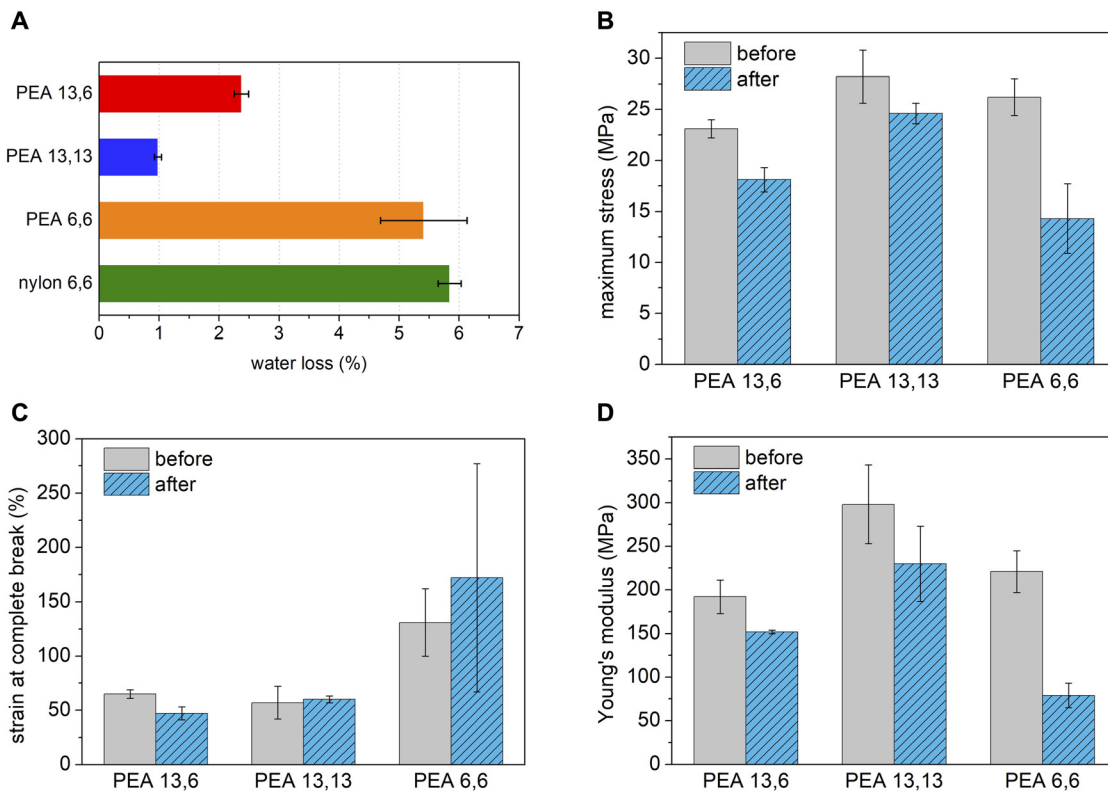 A
PEA 13,6
PEA 13,13
PEA 6,6
nylon 6,6
0 1 2 3 4 5 6 7
water loss (%)
B
before
after
maximum stress (MPa)
30
25
20
15
10
5
0
PEA 13,6 PEA 13,13 PEA 6,6
C
before
after
strain at complete break (%)
300
250
200
150
100
50
0
PEA 13,6 PEA 13,13 PEA 6,6
D
before
after
Young's modulus (MPa)
350
300
250
200
150
100
50
0
PEA 13,6 PEA 13,13 PEA 6,6